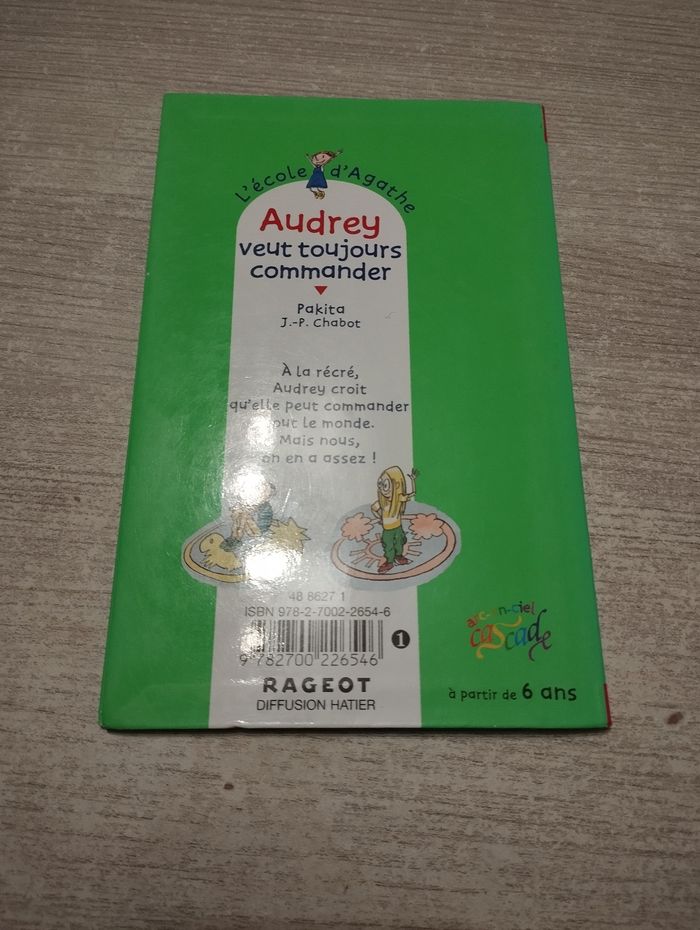 L'école d'Agathe
Audrey
veut toujours
commander
Pakita
J.-P. Chabot
À la récré,
Audrey croit
qu'elle peut commander
tout le monde.
Mais nous,
on en a assez !
48 8627 1
ISBN 978-2-7002-2654-6
9 782700 226546
1
RAGEOT
DIFFUSION HATIER
arc-en-ciel
cascade
à partir de 6 ans